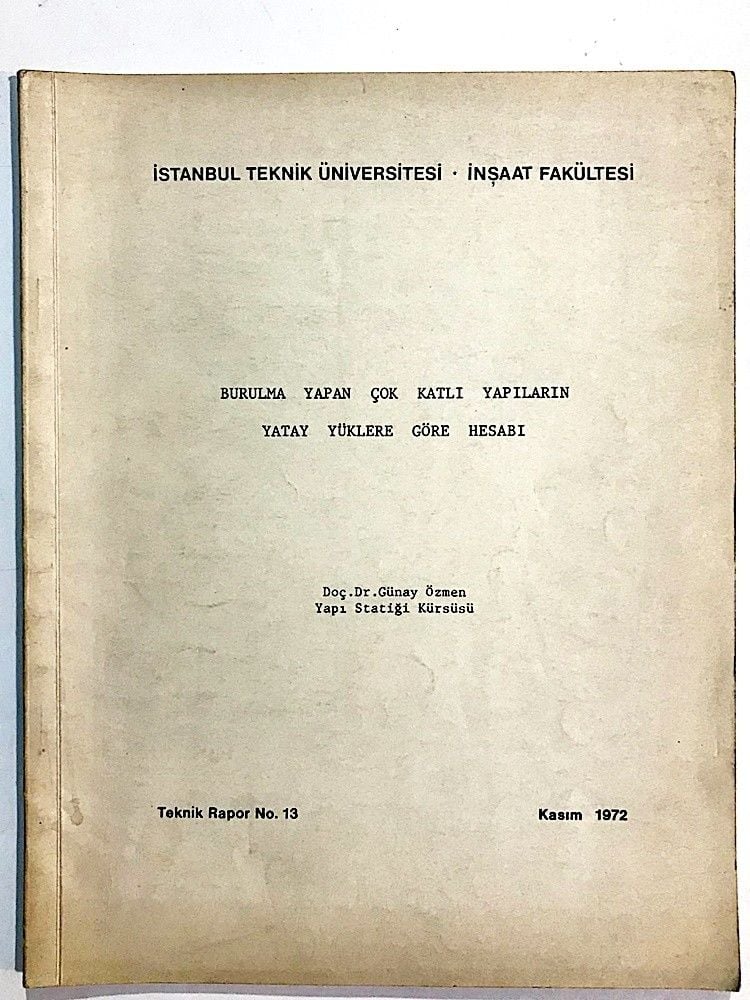 İSTANBUL TEKNİK ÜNİVERSİTESİ · İNŞAAT FAKÜLTESİ
BURULMA YAPAN ÇOK KATLI YAPILARIN
YATAY YÜKLERE GÖRE HESABI
Doç.Dr.Günay Özmen
Yapı Statiği Kürsüsü
Teknik Rapor No. 13 Kasım 1972